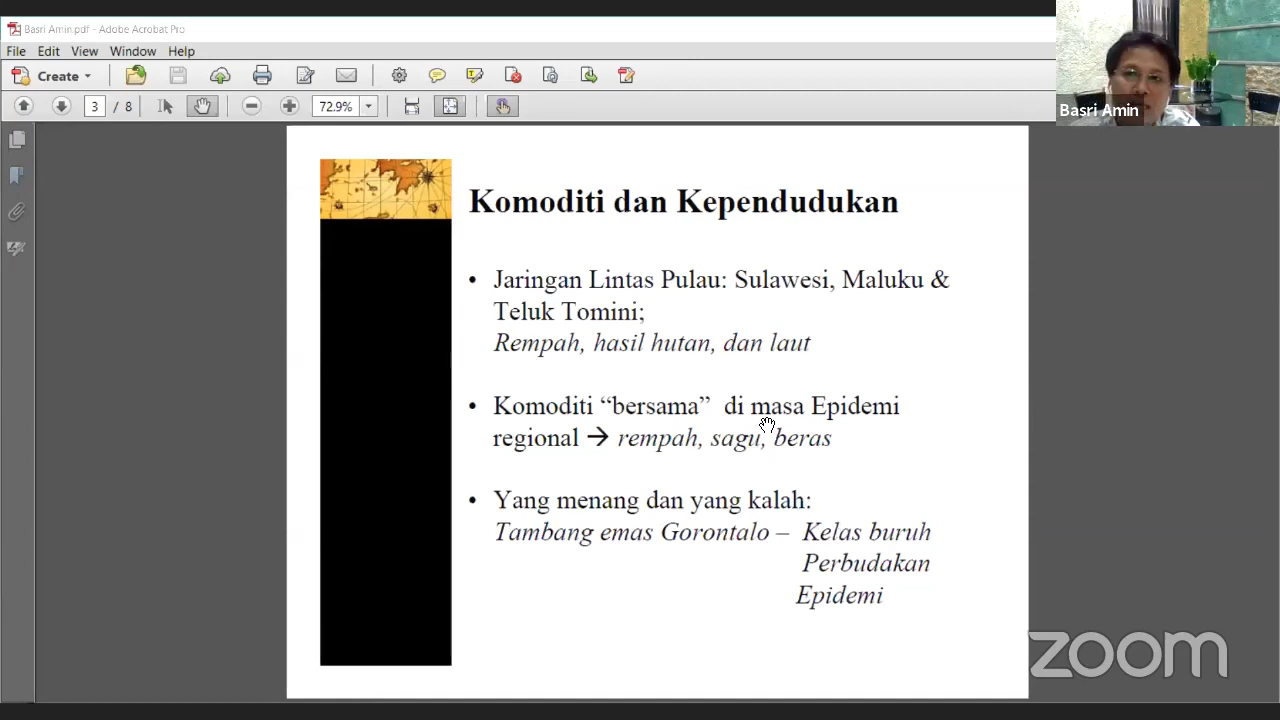 Basri Amin.pdf - Adobe Acrobat Pro
File Edit View Window Help
Create
3 / 8 72.9%
Basri Amin
Komoditi dan Kependudukan
• Jaringan Lintas Pulau: Sulawesi, Maluku &
Teluk Tomini;
Rempah, hasil hutan, dan laut
• Komoditi “bersama” di masa Epidemi
regional → rempah, sagu, beras
• Yang menang dan yang kalah:
Tambang emas Gorontalo – Kelas buruh
Perbudakan
Epidemi
zoom